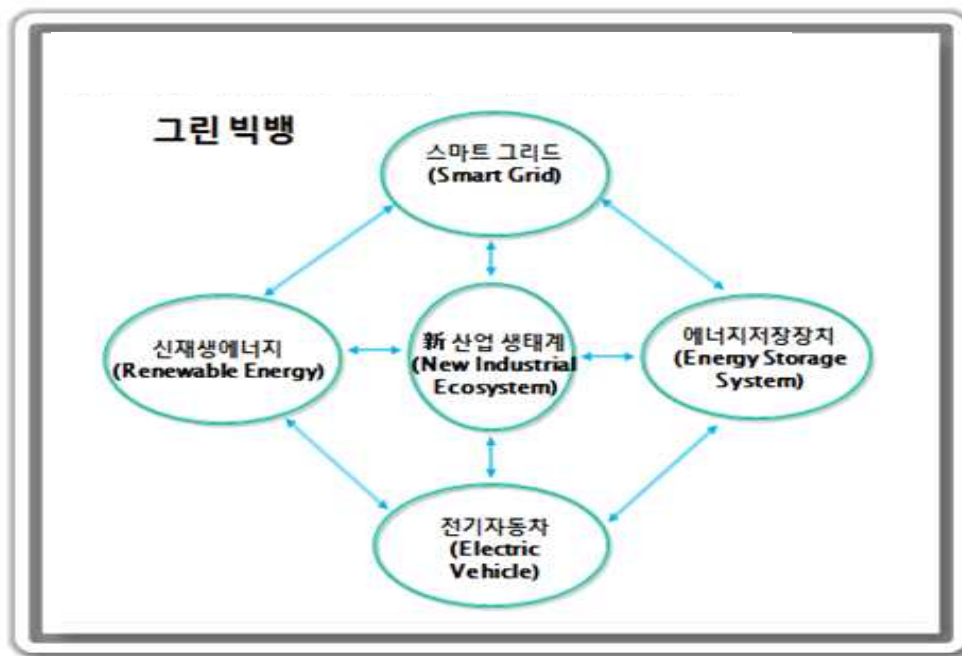 그린 빅뱅
스마트 그리드
(Smart Grid)
신재생에너지
(Renewable Energy)
新 산업 생태계
(New Industrial
Ecosystem)
에너지저장장치
(Energy Storage
System)
전기자동차
(Electric
Vehicle)